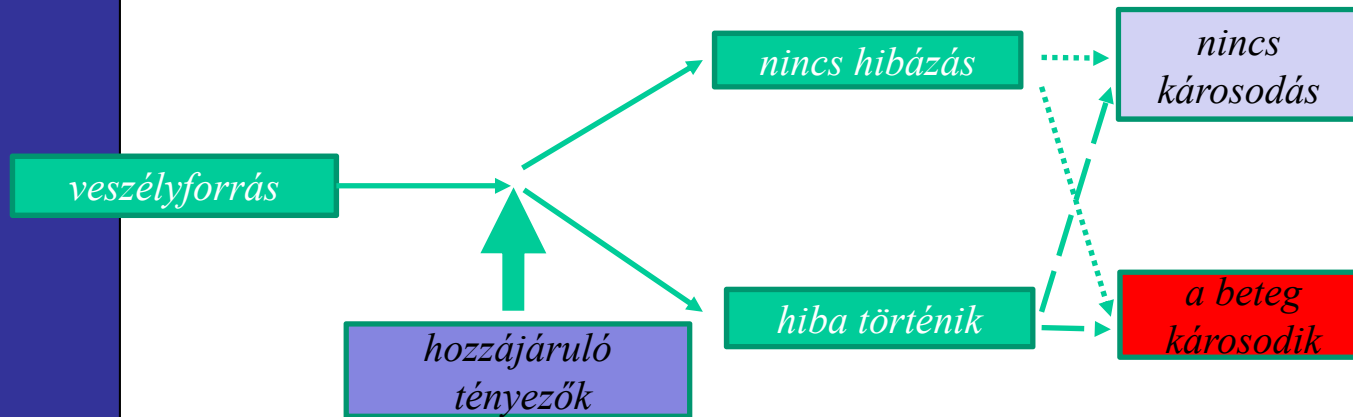 nincs hibázás
nincs
károsodás
veszélyforrás
hiba történik
a beteg
károsodik
hozzájáruló
tényezők